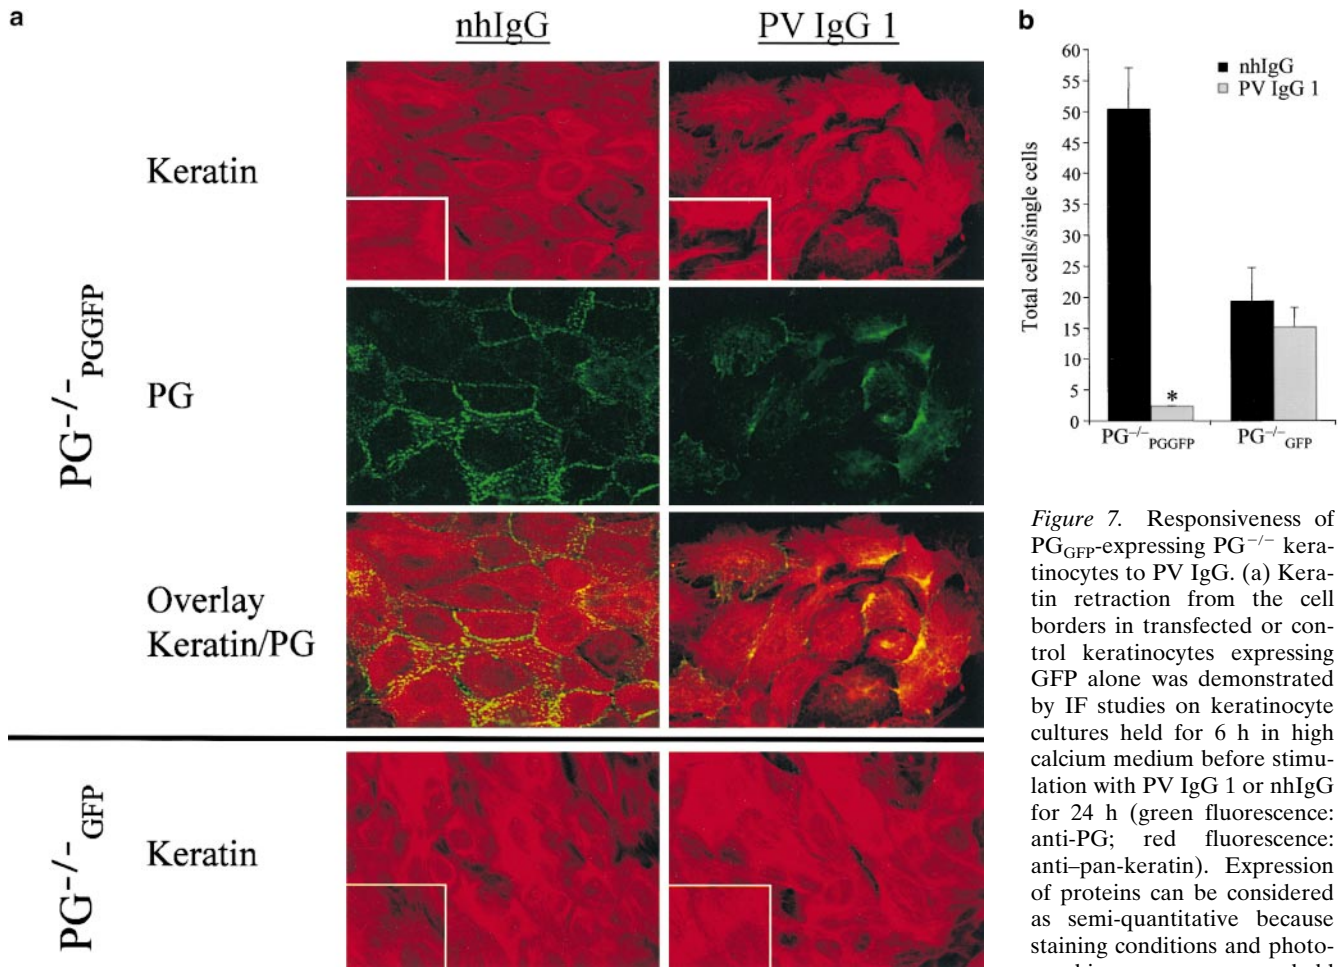 a
nhIgG
PV IgG 1
Keratin
PG
Overlay
Keratin/PG
PG−/−PGGFP
Keratin
PG−/−GFP
b
60
55
50
45
40
35
30
25
20
15
10
5
0
Total cells/single cells
nhIgG
PV IgG 1
*
PG−/−PGGFP
PG−/−GFP
Figure 7. Responsiveness of
PGGFP-expressing PG−/− kera-
tinocytes to PV IgG. (a) Kera-
tin retraction from the cell
borders in transfected or con-
trol keratinocytes expressing
GFP alone was demonstrated
by IF studies on keratinocyte
cultures held for 6 h in high
calcium medium before stimu-
lation with PV IgG 1 or nhIgG
for 24 h (green fluorescence:
anti-PG; red fluorescence:
anti–pan-keratin). Expression
of proteins can be considered
as semi-quantitative because
staining conditions and photo-